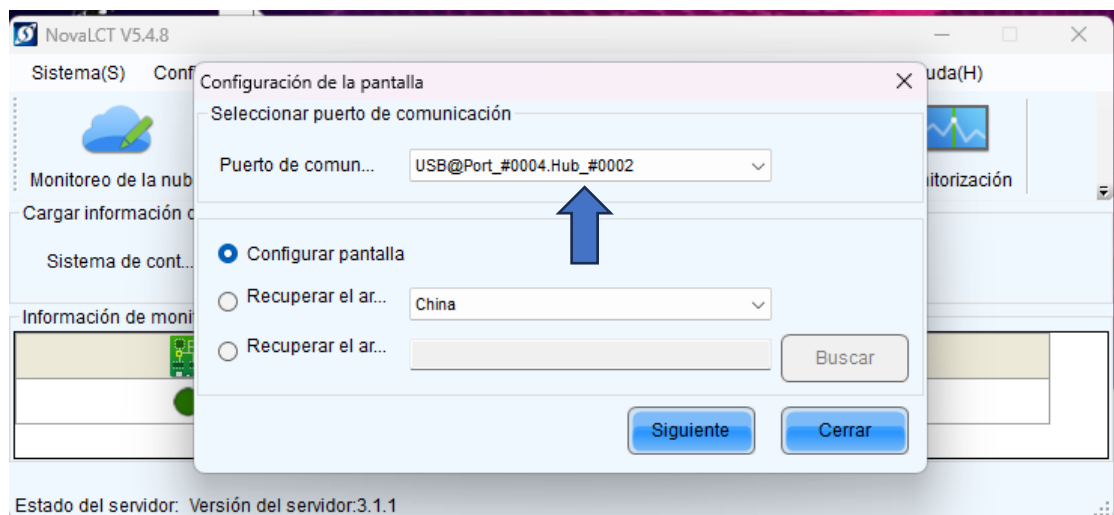 NovaLCT V5.4.8
Sistema(S) Conf
uda(H)
Configuración de la pantalla
Seleccionar puerto de comunicación
Puerto de comun... USB@Port_#0004.Hub_#0002
Monitoreo de la nub
itorización
Cargar información d
Sistema de cont...
Configurar pantalla
Recuperar el ar... China
Información de moni
Recuperar el ar...
Buscar
Siguiente Cerrar
Estado del servidor: Versión del servidor:3.1.1